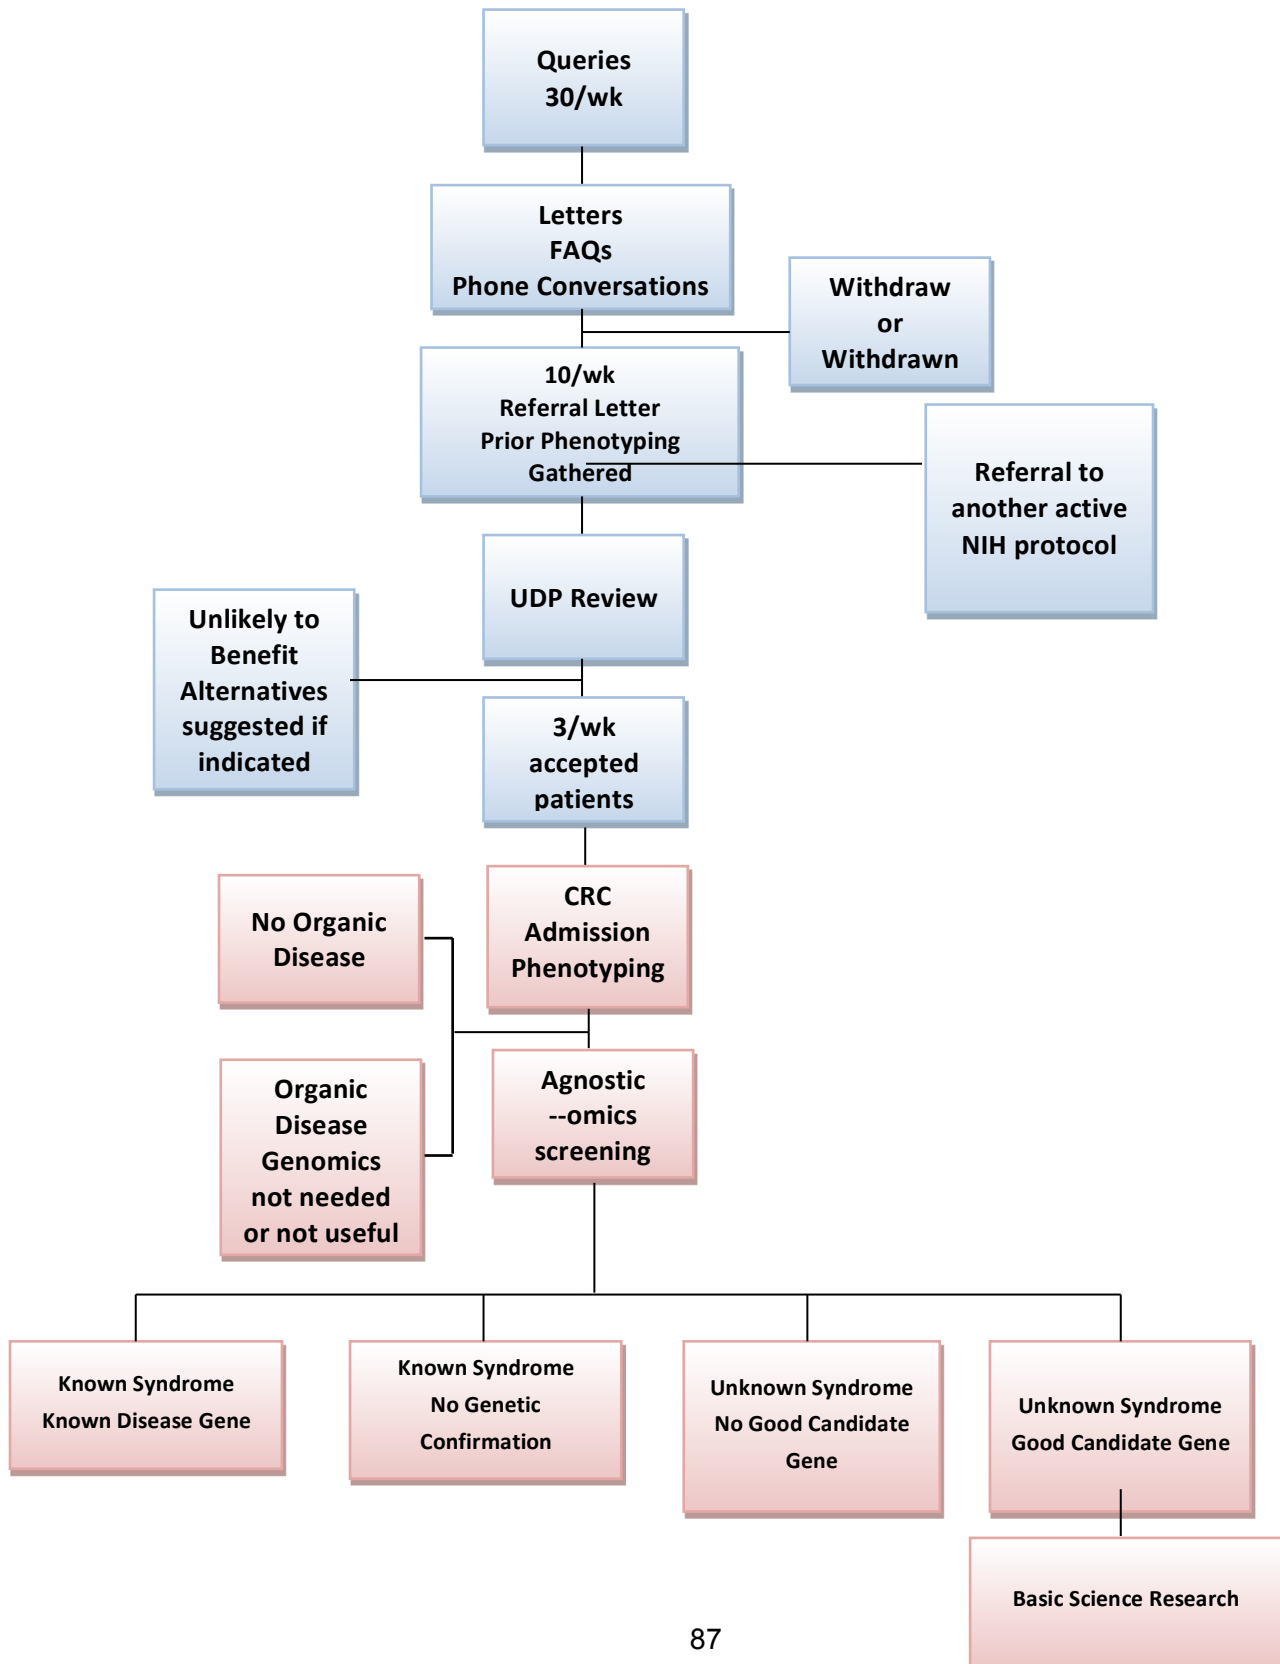 Queries
30/wk
Letters
FAQs
Phone Conversations
Withdraw
or
Withdrawn
10/wk
Referral Letter
Prior Phenotyping
Gathered
Referral to
another active
NIH protocol
UDP Review
Unlikely to
Benefit
Alternatives
suggested if
indicated
3/wk
accepted
patients
CRC
Admission
Phenotyping
No Organic
Disease
Agnostic
--omics
screening
Organic
Disease
Genomics
not needed
or not useful
Known Syndrome
Known Disease Gene
Known Syndrome
No Genetic
Confirmation
Unknown Syndrome
No Good Candidate
Gene
Unknown Syndrome
Good Candidate Gene
Basic Science Research
87